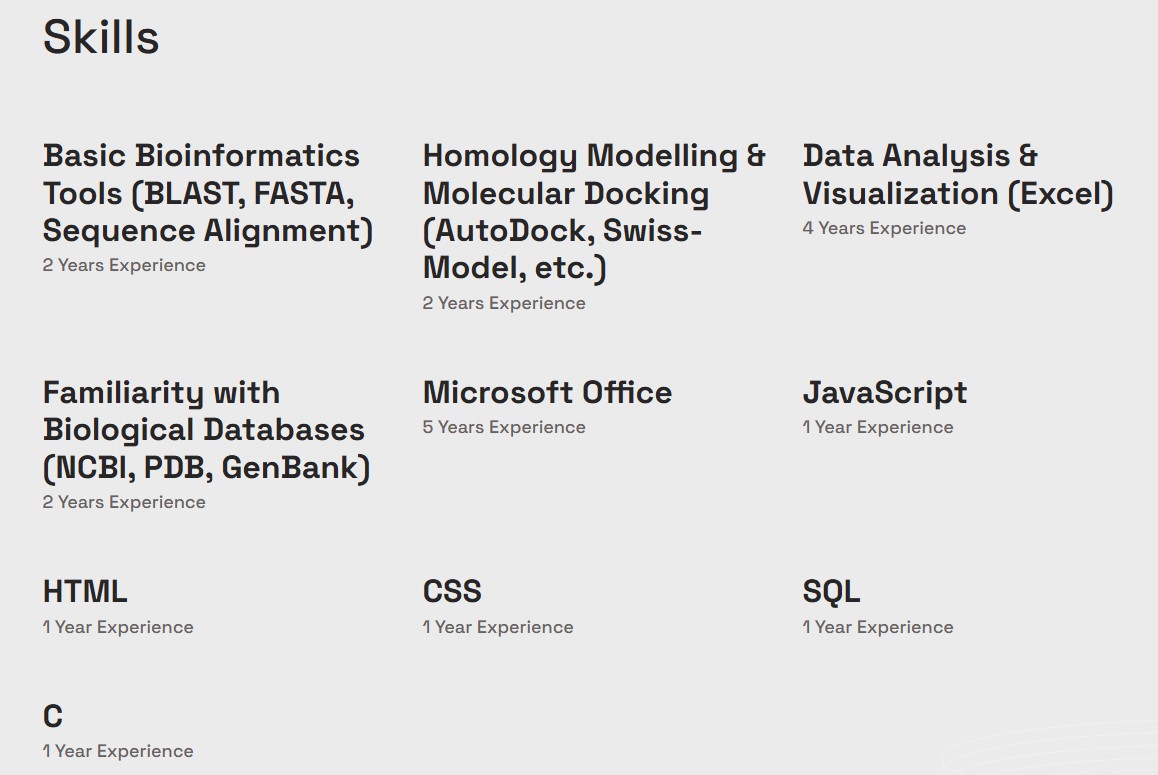 Skills
Basic Bioinformatics
Tools (BLAST, FASTA,
Sequence Alignment)
2 Years Experience
Homology Modelling &
Molecular Docking
(AutoDock, Swiss-
Model, etc.)
2 Years Experience
Data Analysis &
Visualization (Excel)
4 Years Experience
Familiarity with
Biological Databases
(NCBI, PDB, GenBank)
2 Years Experience
Microsoft Office
5 Years Experience
JavaScript
1 Year Experience
HTML
1 Year Experience
CSS
1 Year Experience
SQL
1 Year Experience
C
1 Year Experience